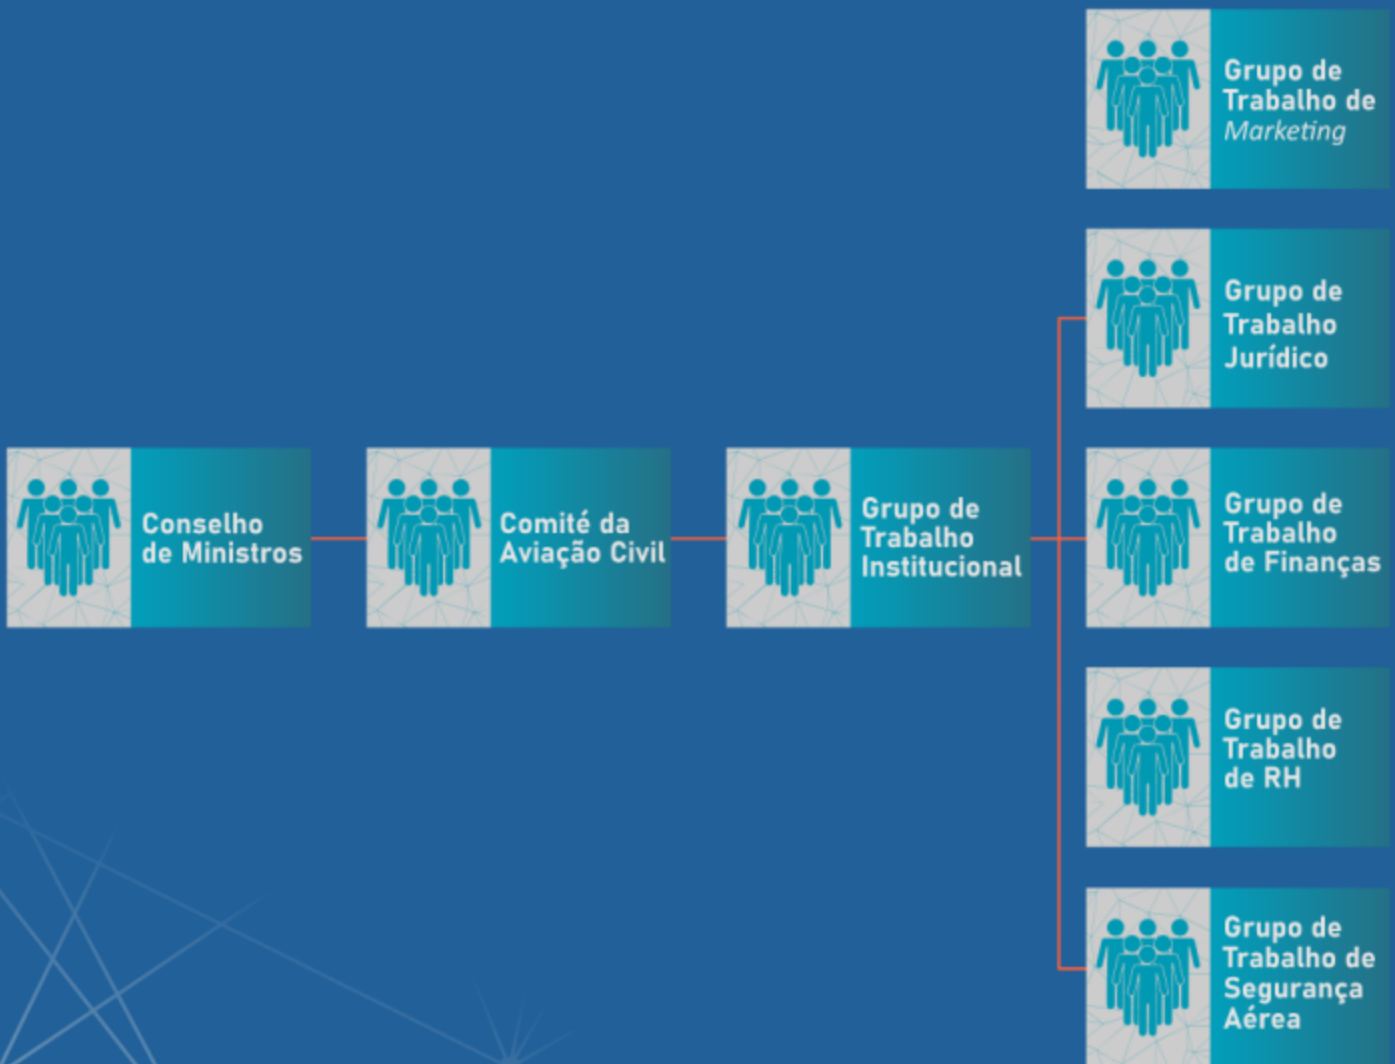 Conselho
de Ministros
Comité da
Aviação Civil
Grupo de
Trabalho
Institucional
Grupo de
Trabalho de
Marketing
Grupo de
Trabalho
Jurídico
Grupo de
Trabalho
de Finanças
Grupo de
Trabalho
de RH
Grupo de
Trabalho de
Segurança
Aérea